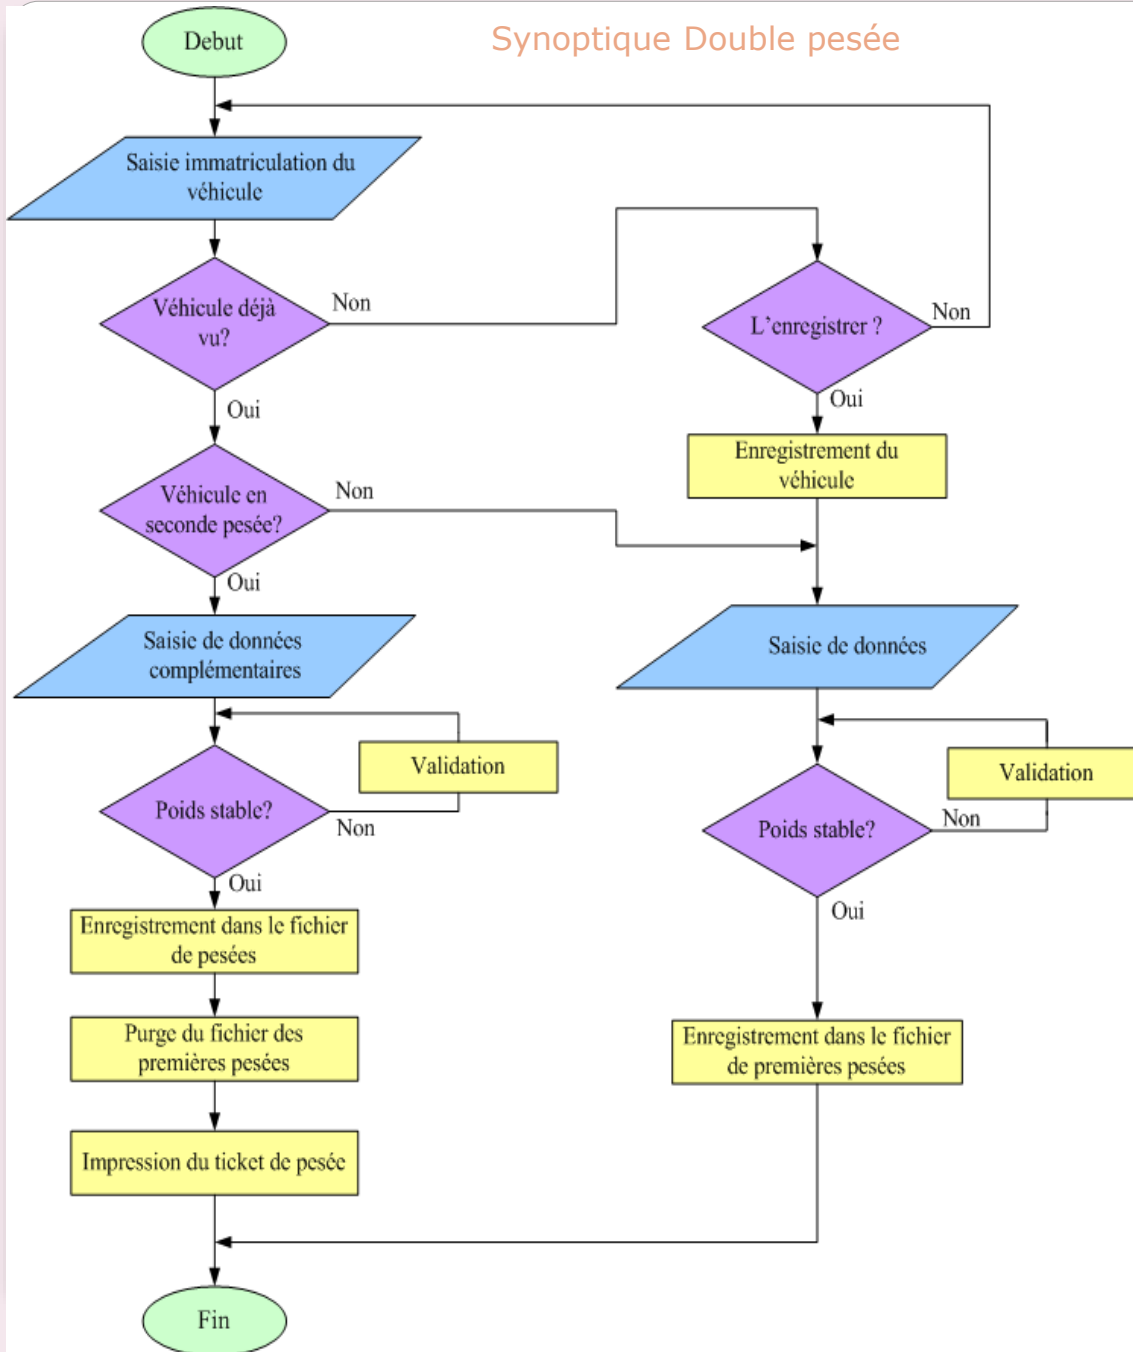 Synoptique Double pesée
Debut
Saisie immatriculation du
véhicule
Véhicule déjà
vu?
Non
L'enregistrer ?
Non
Oui
Oui
Enregistrement du
véhicule
Véhicule en
seconde pesée?
Non
Oui
Saisie de données
complémentaires
Saisie de données
Validation
Validation
Poids stable?
Non
Poids stable?
Non
Oui
Oui
Enregistrement dans le fichier
de pesées
Purge du fichier des
premières pesées
Enregistrement dans le fichier
de premières pesées
Impression du ticket de pesée
Fin